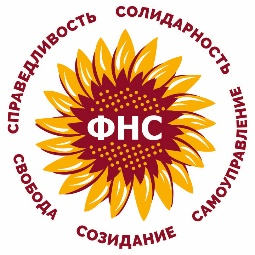 СПРАВЕДЛИВОСТЬ
СОЛИДАРНОСТЬ
САМОУПРАВЛЕНИЕ
СОЗИДАНИЕ
СВОБОДА
ФНС